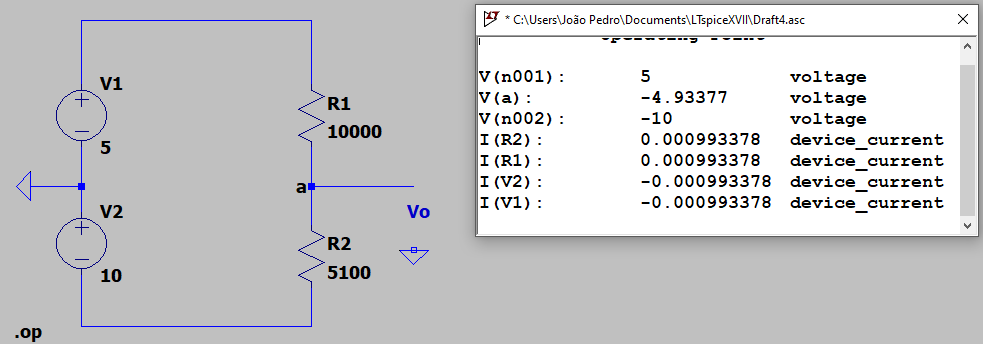 V1
5
V2
10
R1
10000
a
Vo
R2
5100
.op
* C:\Users\João Pedro\Documents\LTspiceXVII\Draft4.asc
V(n001): 5 voltage
V(a): -4.93377 voltage
V(n002): -10 voltage
I(R2): 0.000993378 device_current
I(R1): 0.000993378 device_current
I(V2): -0.000993378 device_current
I(V1): -0.000993378 device_current